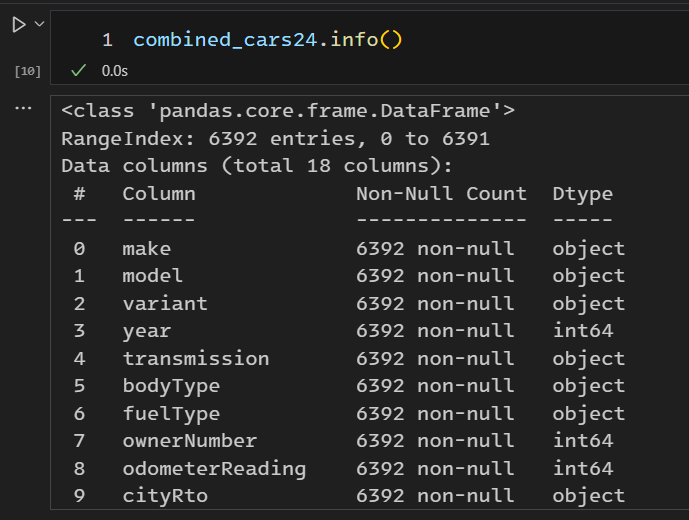 1 combined_cars24.info()
[10] ✓ 0.0s
...
<class 'pandas.core.frame.DataFrame'>
RangeIndex: 6392 entries, 0 to 6391
Data columns (total 18 columns):
 #   Column           Non-Null Count  Dtype
---  ------           --------------  -----
 0   make             6392 non-null   object
 1   model            6392 non-null   object
 2   variant          6392 non-null   object
 3   year             6392 non-null   int64
 4   transmission     6392 non-null   object
 5   bodyType         6392 non-null   object
 6   fuelType         6392 non-null   object
 7   ownerNumber      6392 non-null   int64
 8   odometerReading  6392 non-null   int64
 9   cityRto          6392 non-null   object